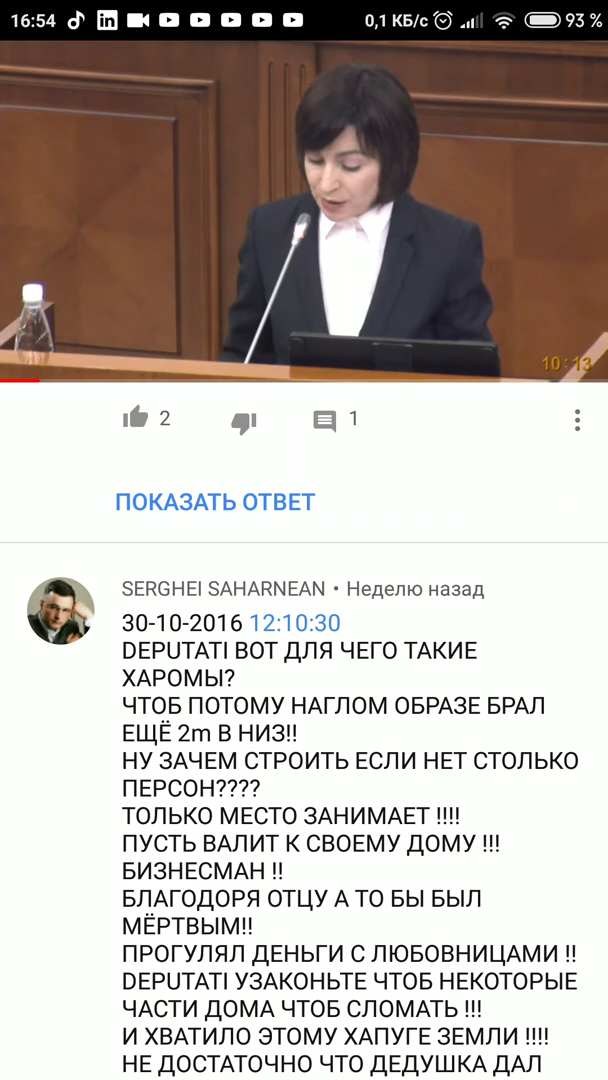 16:54 0,1 КБ/с 93 %
10:13
2 1
ПОКАЗАТЬ ОТВЕТ
SERGHEI SAHARNEAN • Неделю назад
30-10-2016 12:10:30
DEPUTATI ВОТ ДЛЯ ЧЕГО ТАКИЕ
ХАРОМЫ?
ЧТОБ ПОТОМУ НАГЛОМ ОБРАЗЕ БРАЛ
ЕЩЁ 2m В НИЗ!!
НУ ЗАЧЕМ СТРОИТЬ ЕСЛИ НЕТ СТОЛЬКО
ПЕРСОН????
ТОЛЬКО МЕСТО ЗАНИМАЕТ !!!!
ПУСТЬ ВАЛИТ К СВОЕМУ ДОМУ !!!
БИЗНЕСМАН !!
БЛАГОДОРЯ ОТЦУ А ТО БЫ БЫЛ
МЁРТВЫМ!!
ПРОГУЛЯЛ ДЕНЬГИ С ЛЮБОВНИЦАМИ !!
DEPUTATI УЗАКОНЬТЕ ЧТОБ НЕКОТОРЫЕ
ЧАСТИ ДОМА ЧТОБ СЛОМАТЬ !!!
И ХВАТИЛО ЭТОМУ ХАПУГЕ ЗЕМЛИ !!!!
НЕ ДОСТАТОЧНО ЧТО ДЕДУШКА ДАЛ